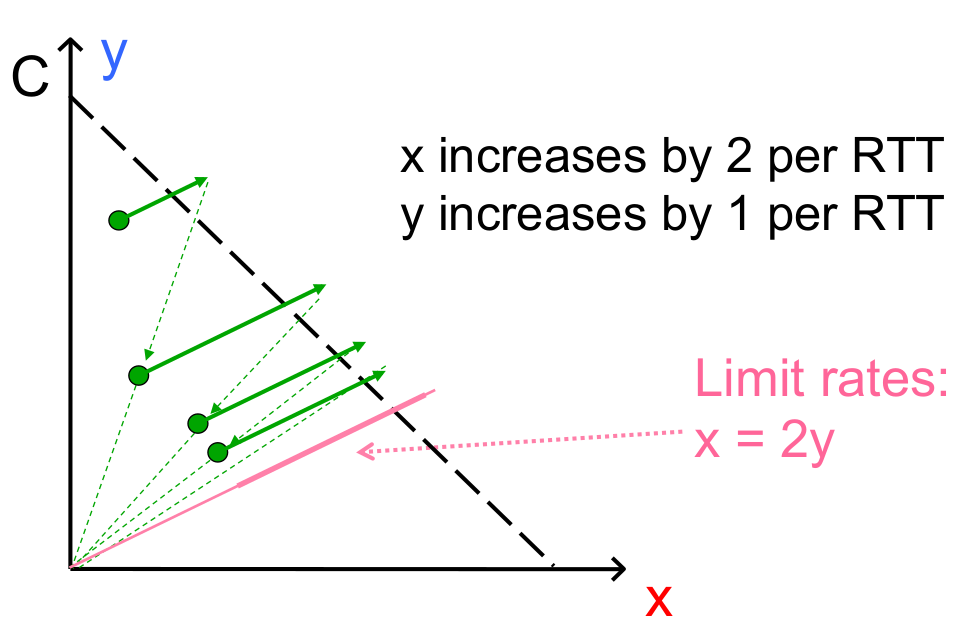 C
y
x increases by 2 per RTT
y increases by 1 per RTT
Limit rates:
x = 2y
x